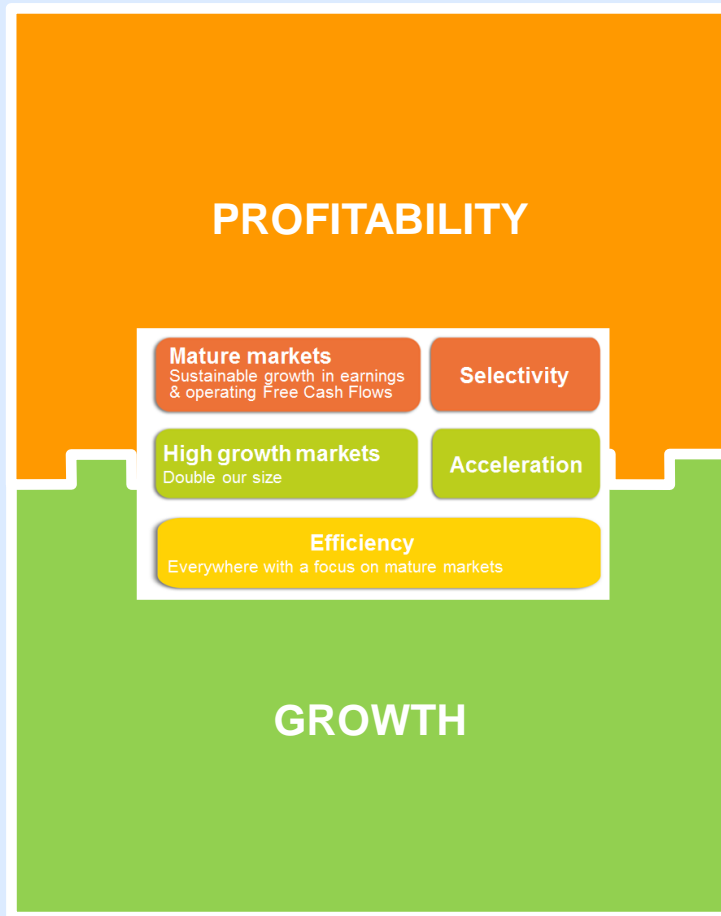 PROFITABILITY
Mature markets
Sustainable growth in earnings
& operating Free Cash Flows
Selectivity
High growth markets
Double our size
Acceleration
Efficiency
Everywhere with a focus on mature markets
GROWTH